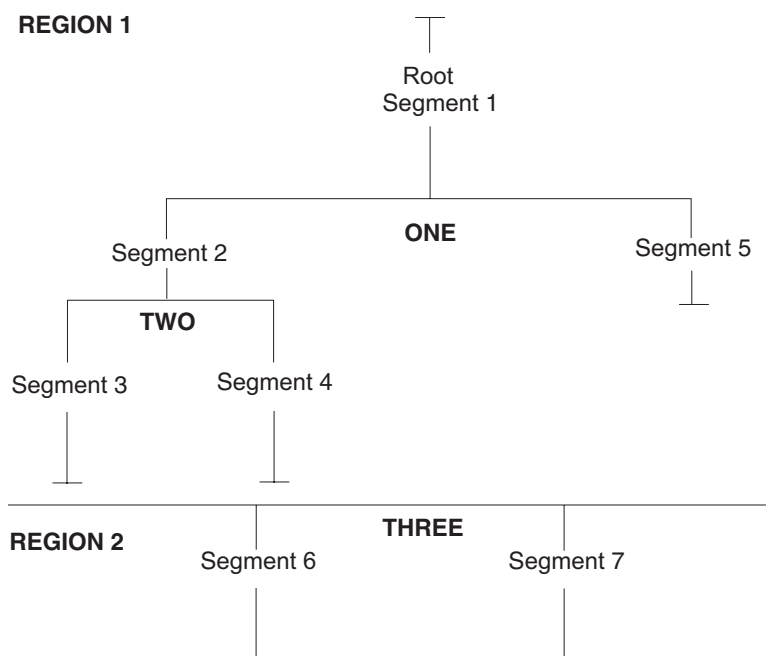 REGION 1
Root
Segment 1
ONE
Segment 2
Segment 5
TWO
Segment 3
Segment 4
THREE
REGION 2
Segment 6
Segment 7